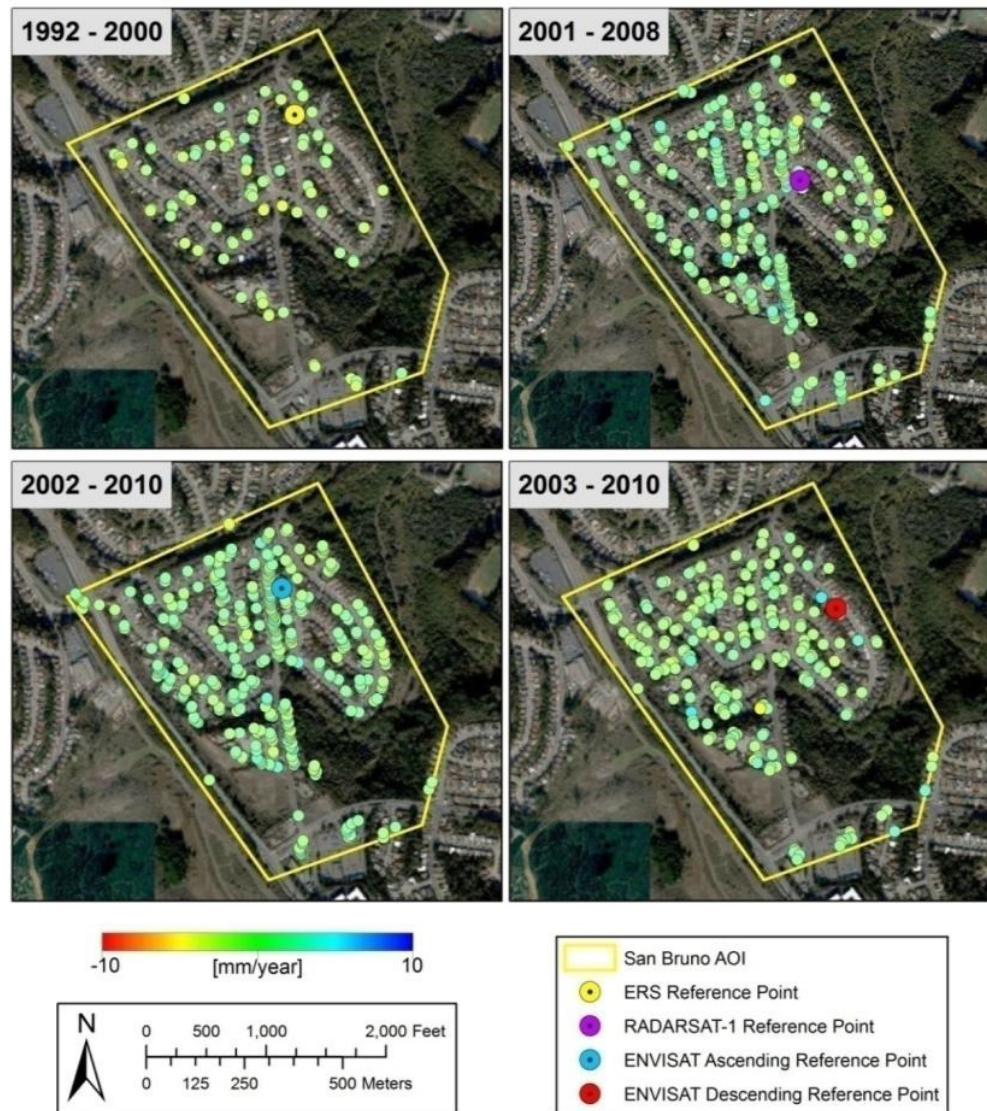 1992 - 2000
2001 - 2008
2002 - 2010
2003 - 2010
-10
[mm/year]
10
N
0 500 1,000 2,000 Feet
0 125 250 500 Meters
San Bruno AOI
ERS Reference Point
RADARSAT-1 Reference Point
ENVISAT Ascending Reference Point
ENVISAT Descending Reference Point